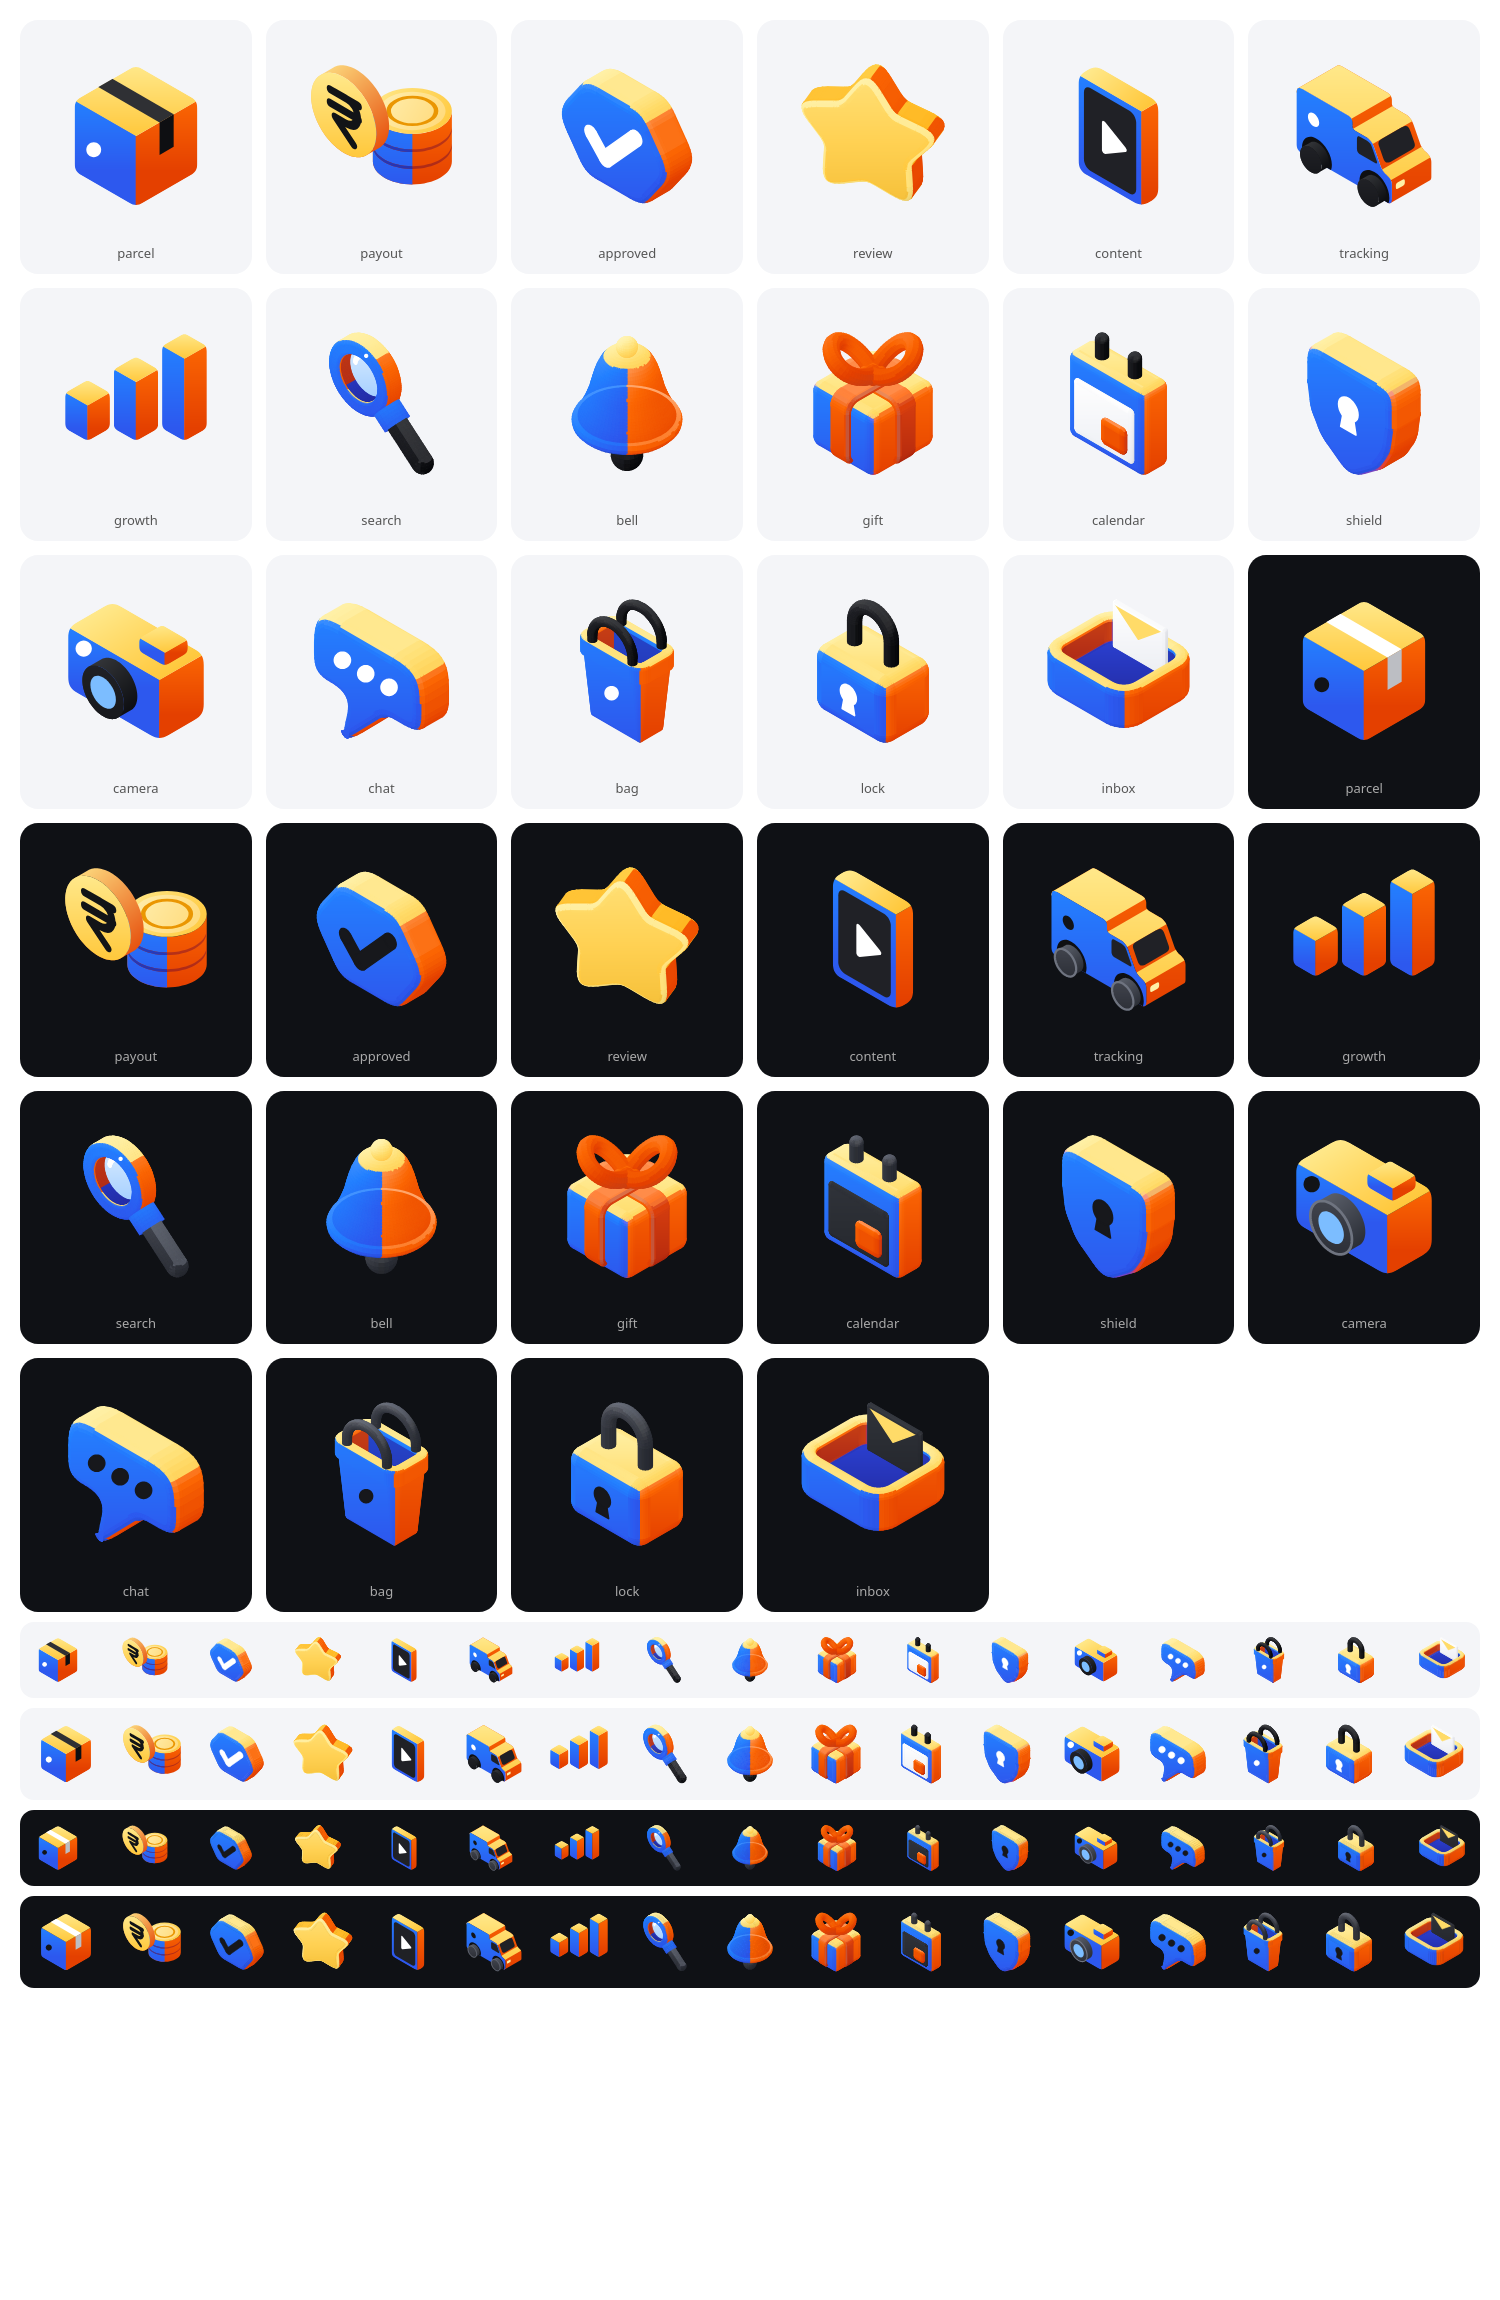 parcel
payout
approved
review
content
tracking
growth
search
bell
gift
calendar
shield
camera
chat
bag
lock
inbox
parcel
payout
approved
review
content
tracking
growth
search
bell
gift
calendar
shield
camera
chat
bag
lock
inbox